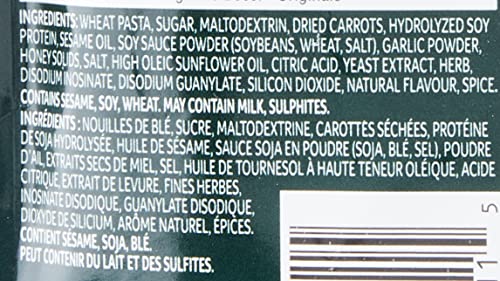 INGREDIENTS: WHEAT PASTA, SUGAR, MALTODEXTRIN, DRIED CARROTS, HYDROLYZED SOY
PROTEIN, SESAME OIL, SOY SAUCE POWDER (SOYBEANS, WHEAT, SALT), GARLIC POWDER,
HONEY SOLIDS, SALT, HIGH OLEIC SUNFLOWER OIL, CITRIC ACID, YEAST EXTRACT, HERB,
DISODIUM INOSINATE, DISODIUM GUANYLATE, SILICON DIOXIDE, NATURAL FLAVOUR, SPICE.
CONTAINS SESAME, SOY, WHEAT. MAY CONTAIN MILK, SULPHITES.
INGRÉDIENTS : NOUILLES DE BLÉ, SUCRE, MALTODEXTRINE, CAROTTES SÉCHÉES, PROTÉINE
DE SOJA HYDROLYSÉE, HUILE DE SÉSAME, SAUCE SOJA EN POUDRE (SOJA, BLÉ, SEL), POUDRE
D'AIL, EXTRAITS SECS DE MIEL, SEL, HUILE DE TOURNESOL À HAUTE TENEUR OLÉIQUE, ACIDE
CITRIQUE, EXTRAIT DE LEVURE, FINES HERBES,
INOSINATE DISODIQUE, GUANYLATE DISODIQUE,
DIOXYDE DE SILICIUM, ARÔME NATUREL, ÉPICES.
CONTIENT SÉSAME, SOJA, BLÉ.
PEUT CONTENIR DU LAIT ET DES SULFITES.
5
11